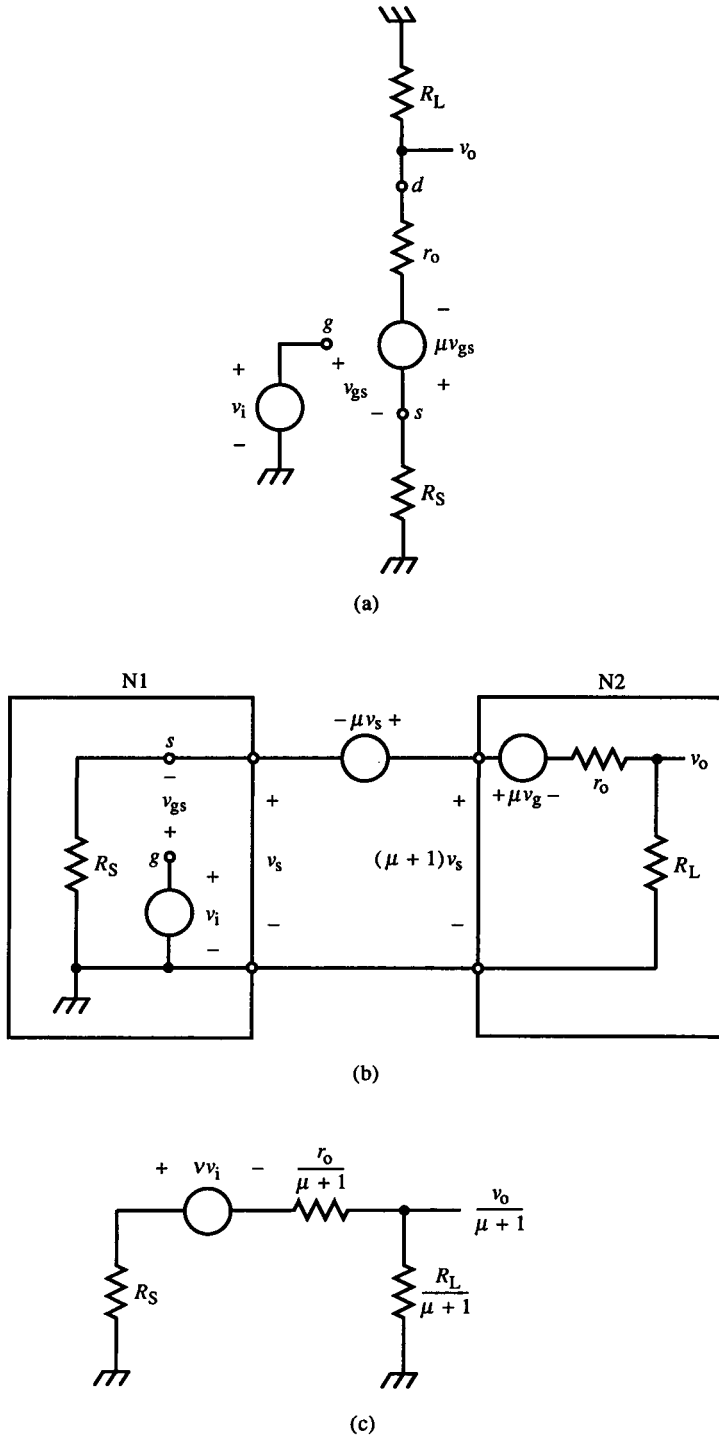 R_L
v_o
d
r_o
−
g
μv_gs
+
+
+
v_gs
v_i
−
s
−
R_S
(a)
N1
N2
− μv_s +
s
−
v_o
r_o
+ μv_g −
v_gs
+
+
+
g
R_S
+
v_s
(μ + 1)v_s
R_L
v_i
−
−
−
(b)
+ νv_i −
r_o
μ + 1
v_o
μ + 1
R_S
R_L
μ + 1
(c)